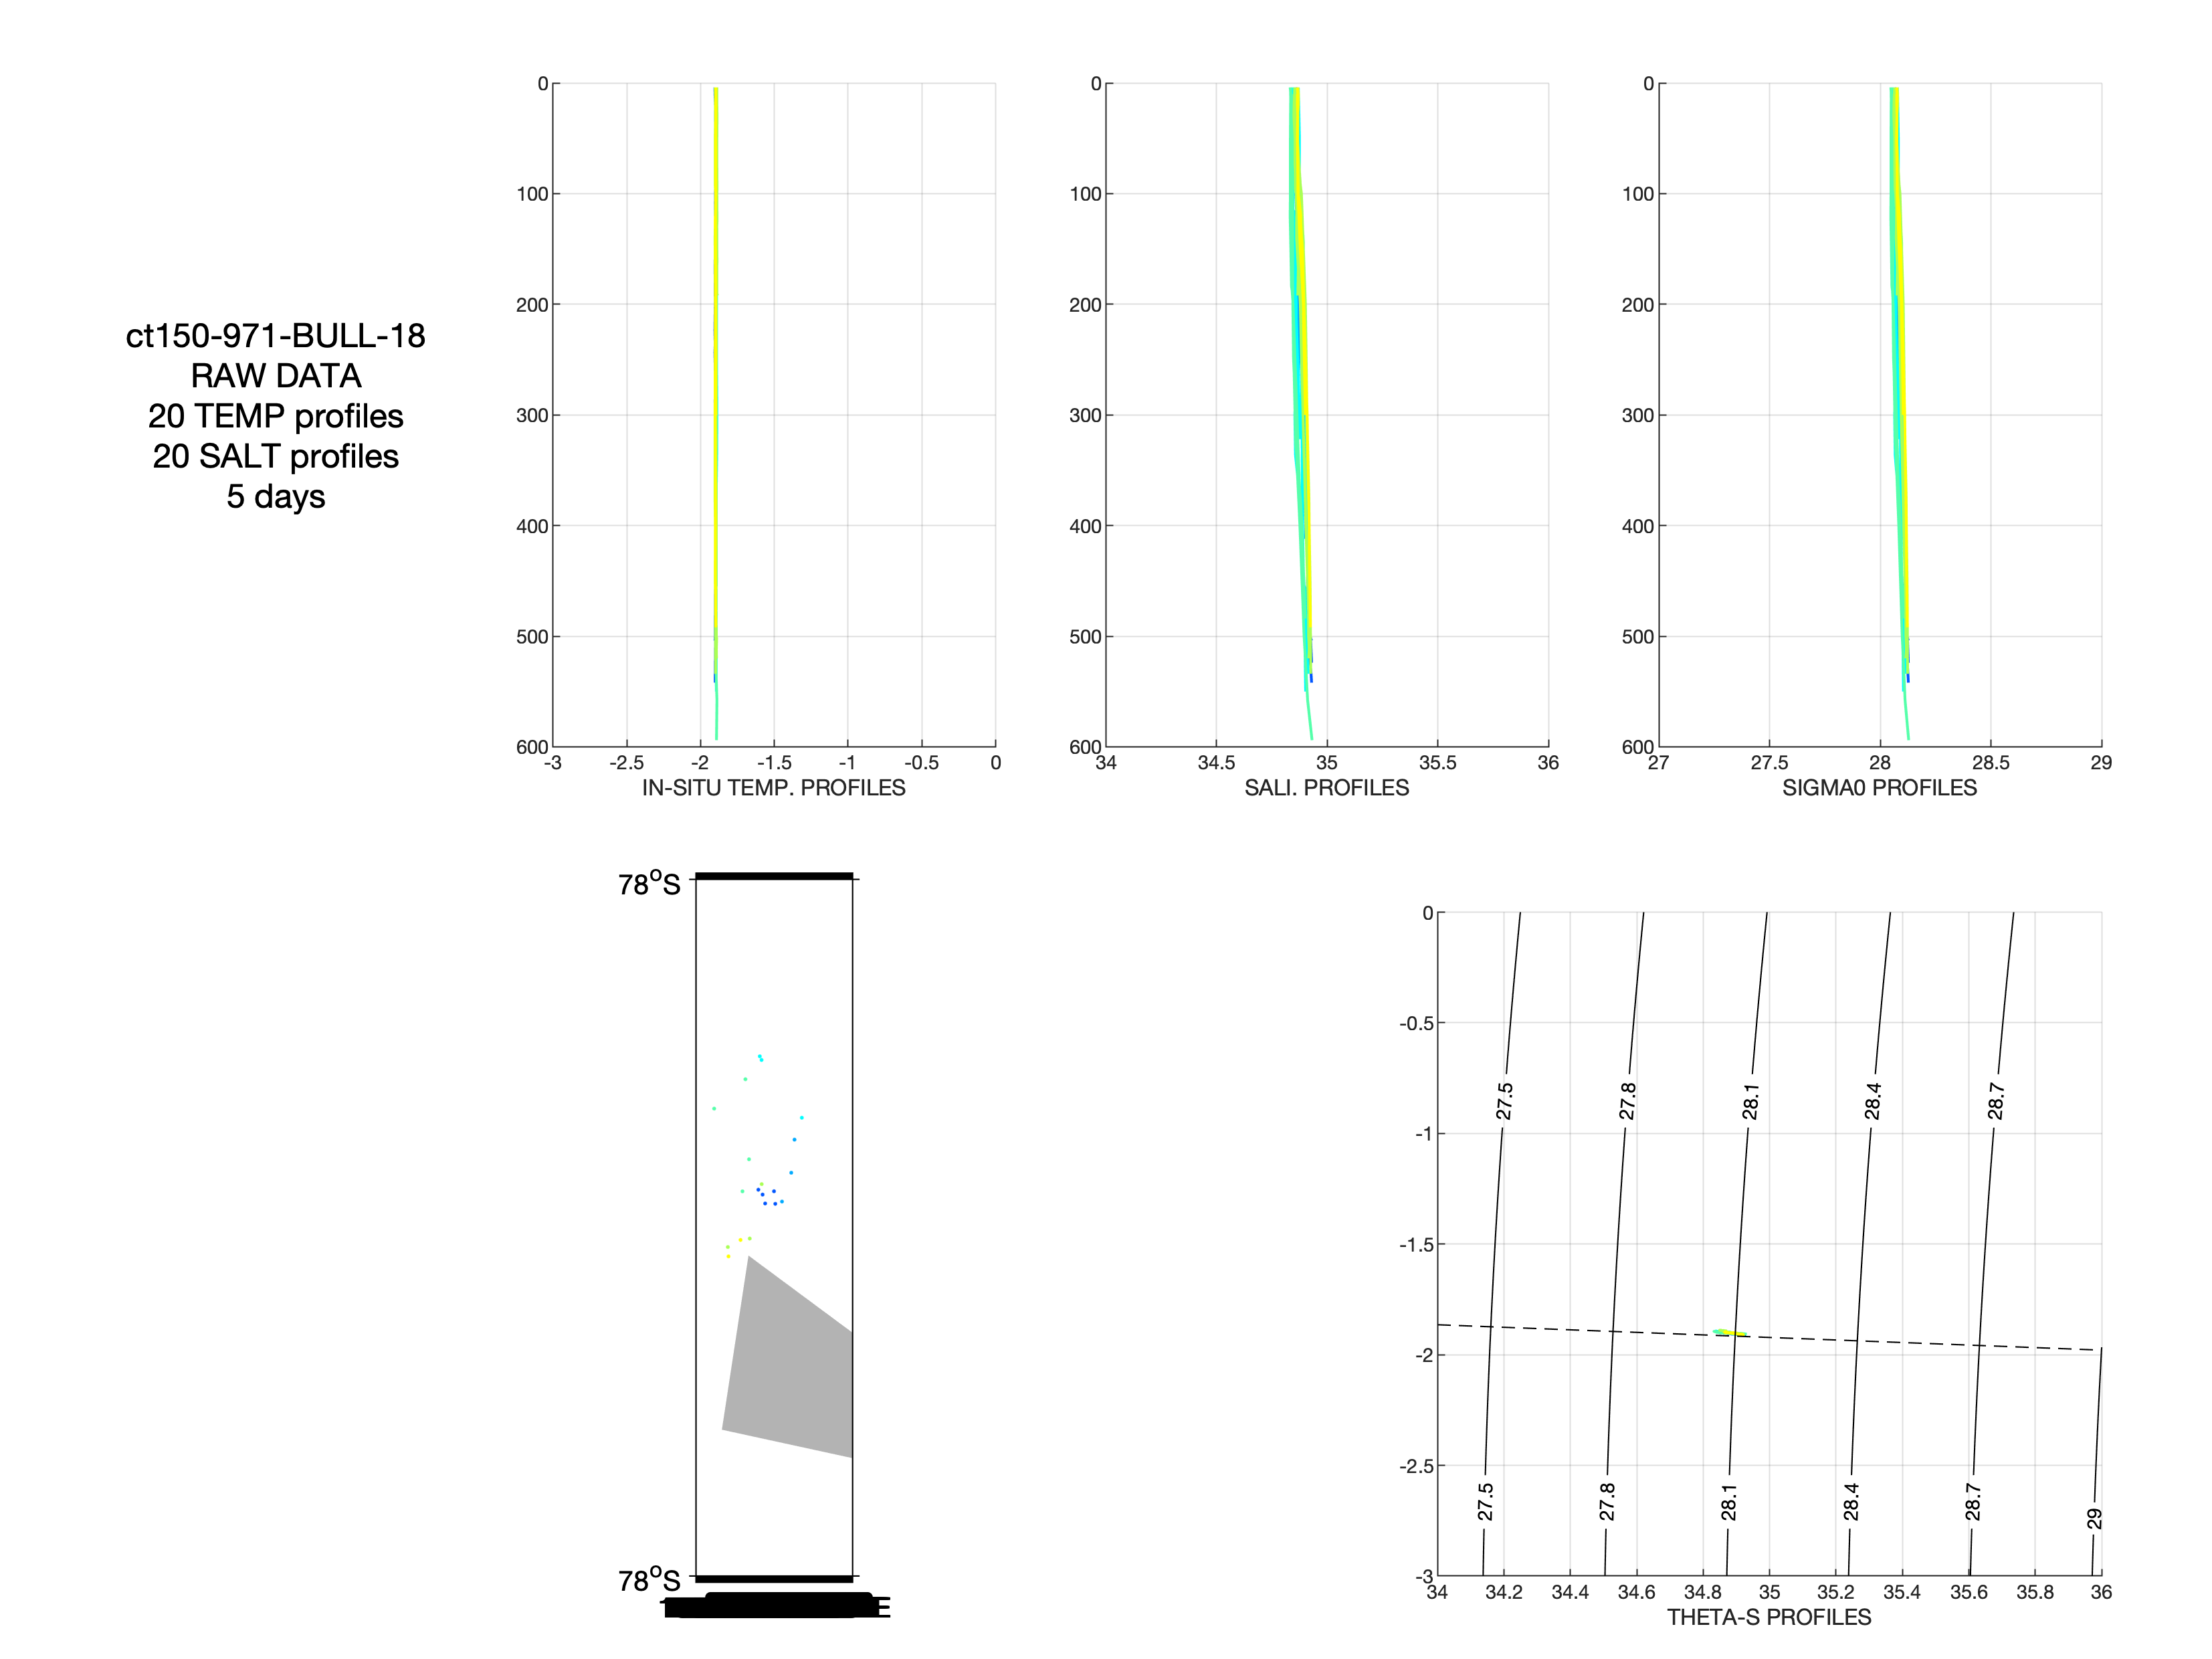 ct150-971-BULL-18
RAW DATA
20 TEMP profiles
20 SALT profiles
5 days
0
100
200
300
400
500
600
-3 -2.5 -2 -1.5 -1 -0.5 0
IN-SITU TEMP. PROFILES
0
100
200
300
400
500
600
34 34.5 35 35.5 36
SALI. PROFILES
0
100
200
300
400
500
600
27 27.5 28 28.5 29
SIGMA0 PROFILES
78°S
78°S
0
-0.5
-1
-1.5
-2
-2.5
-3
27.5 27.8 28.1 28.4 28.7
27.5 27.8 28.1 28.4 28.7 29
34 34.2 34.4 34.6 34.8 35 35.2 35.4 35.6 35.8 36
THETA-S PROFILES